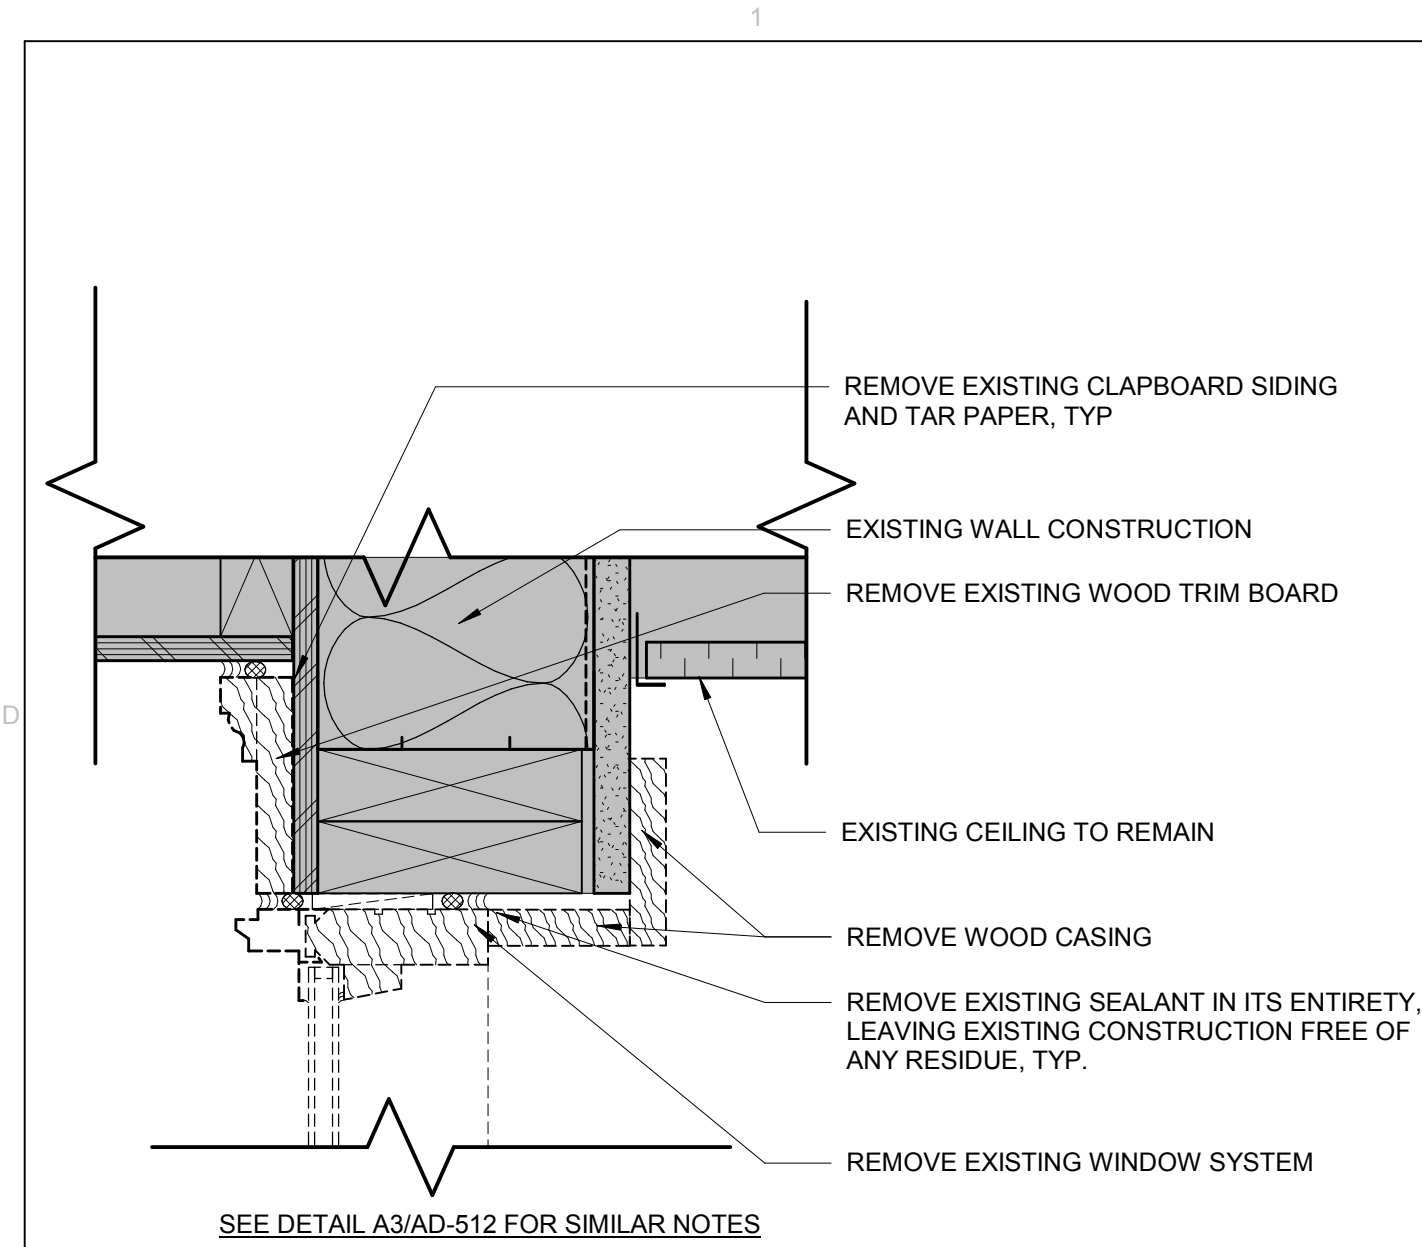 1
REMOVE EXISTING CLAPBOARD SIDING
AND TAR PAPER, TYP
EXISTING WALL CONSTRUCTION
REMOVE EXISTING WOOD TRIM BOARD
D
EXISTING CEILING TO REMAIN
REMOVE WOOD CASING
REMOVE EXISTING SEALANT IN ITS ENTIRETY,
LEAVING EXISTING CONSTRUCTION FREE OF
ANY RESIDUE, TYP.
REMOVE EXISTING WINDOW SYSTEM
SEE DETAIL A3/AD-512 FOR SIMILAR NOTES